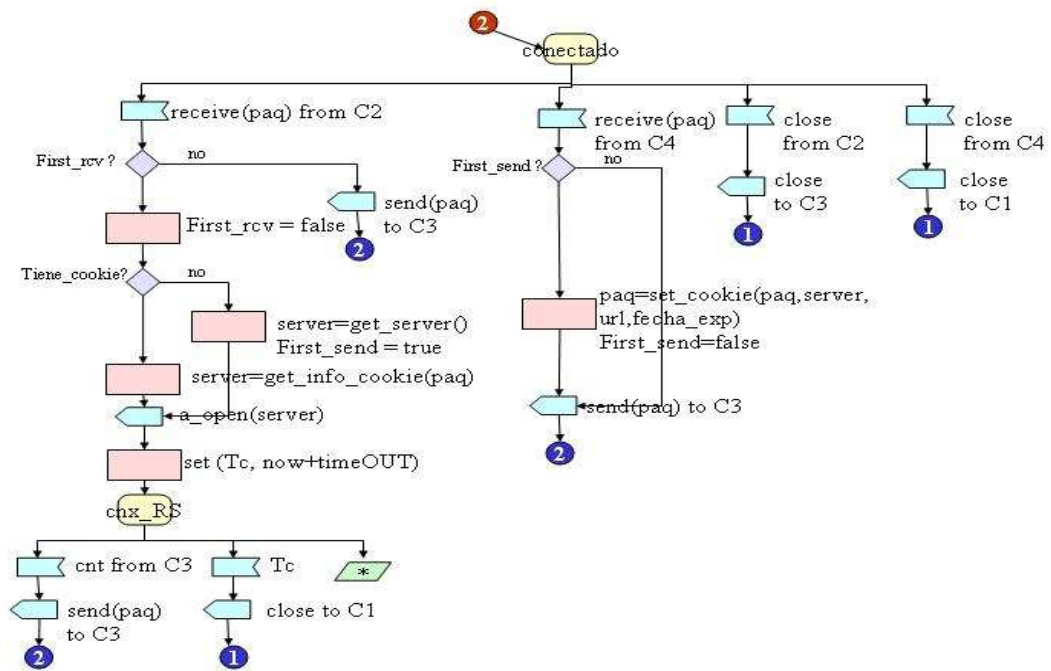 2
conectado
receive(paq) from C2
First_rcv ?
no
send(paq)
to C3
2
First_rcv = false
Tiene_cookie?
no
server=get_server()
First_send = true
server=get_info_cookie(paq)
a_open(server)
set (Tc, now+timeOUT)
cnx_RS
cnt from C3
send(paq)
to C3
2
Tc
close to C1
1
*
receive(paq)
from C4
First_send ?
no
paq=set_cookie(paq,server,
url,fecha_exp)
First_send=false
send(paq) to C3
2
close
from C2
close
to C3
1
close
from C4
close
to C1
1